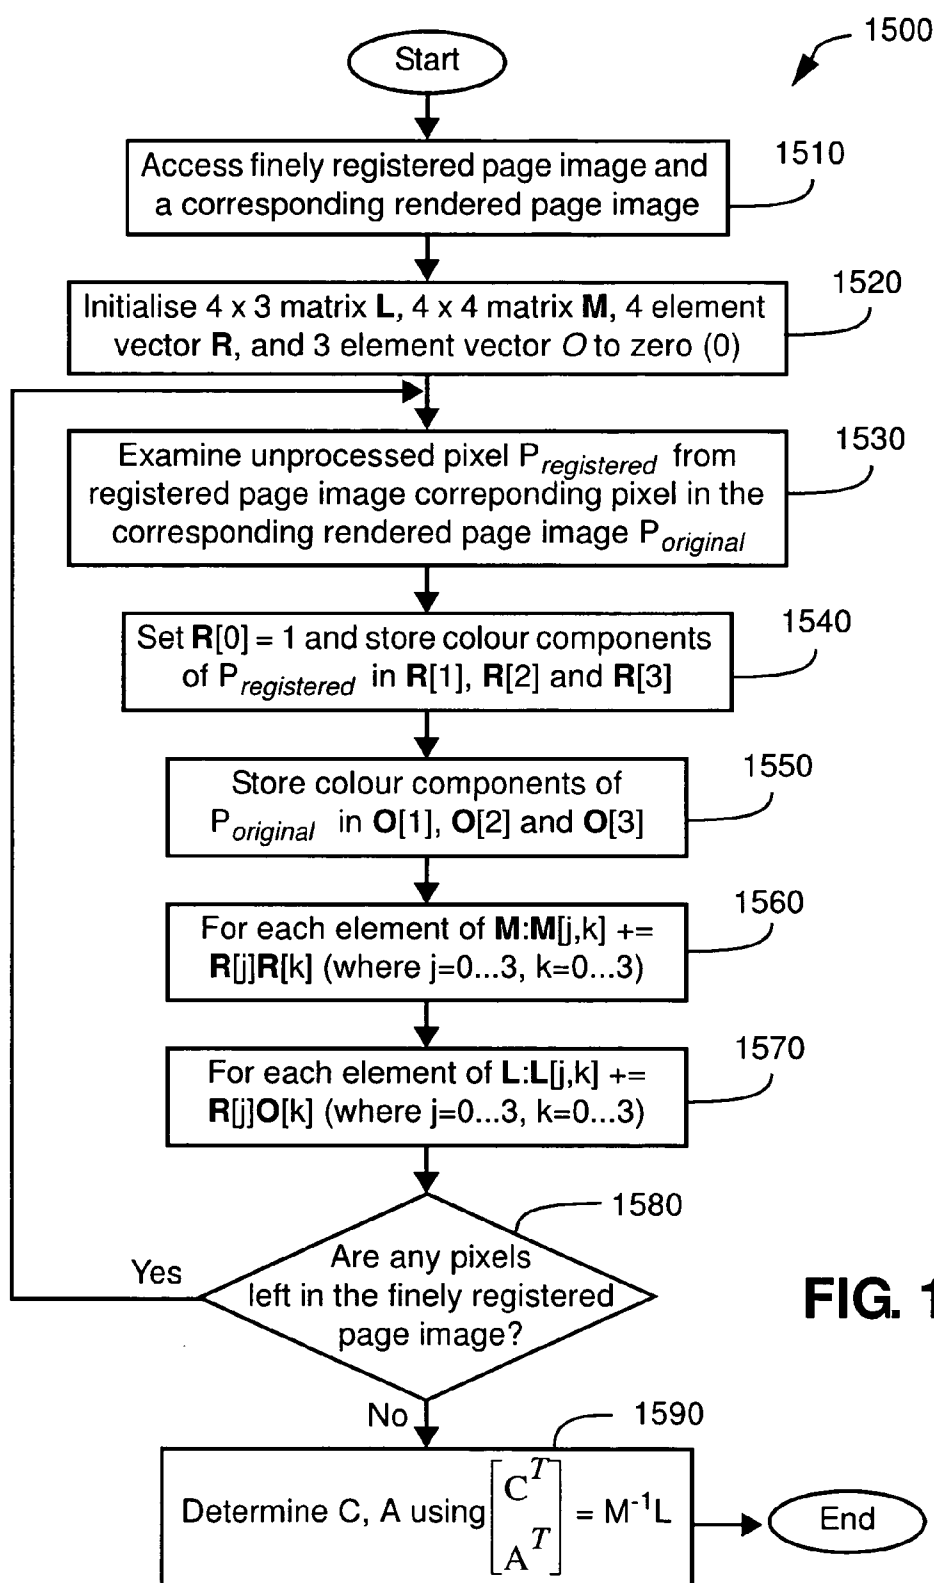 1500
Start
Access finely registered page image and
a corresponding rendered page image
1510
Initialise 4 x 3 matrix L, 4 x 4 matrix M, 4 element
vector R, and 3 element vector O to zero (0)
1520
Examine unprocessed pixel P_registered from
registered page image correponding pixel in the
corresponding rendered page image P_original
1530
Set R[0] = 1 and store colour components
of P_registered in R[1], R[2] and R[3]
1540
Store colour components of
P_original in O[1], O[2] and O[3]
1550
For each element of M:M[j,k] +=
R[j]R[k] (where j=0...3, k=0...3)
1560
For each element of L:L[j,k] +=
R[j]O[k] (where j=0...3, k=0...3)
1570
Are any pixels
left in the finely registered
page image?
1580
Yes
No
FIG. 1
Determine C, A using [C^T A^T] = M^-1L
1590
End